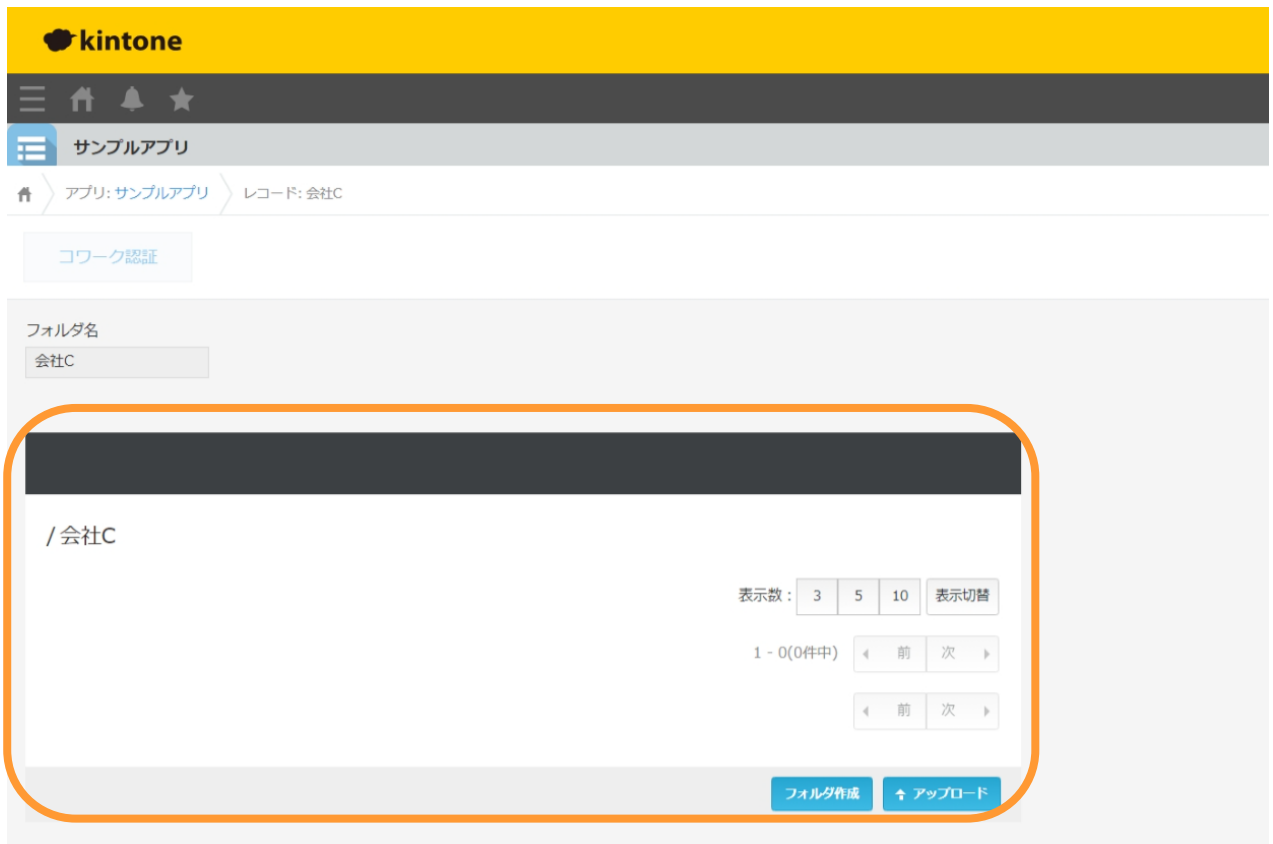 kintone
サンプルアプリ
アプリ: サンプルアプリ レコード: 会社C
コワーク認証
フォルダ名
会社C
/ 会社C
表示数 : 3 5 10 表示切替
1 - 0(0件中) 前 次
前 次
フォルダ作成 アップロード